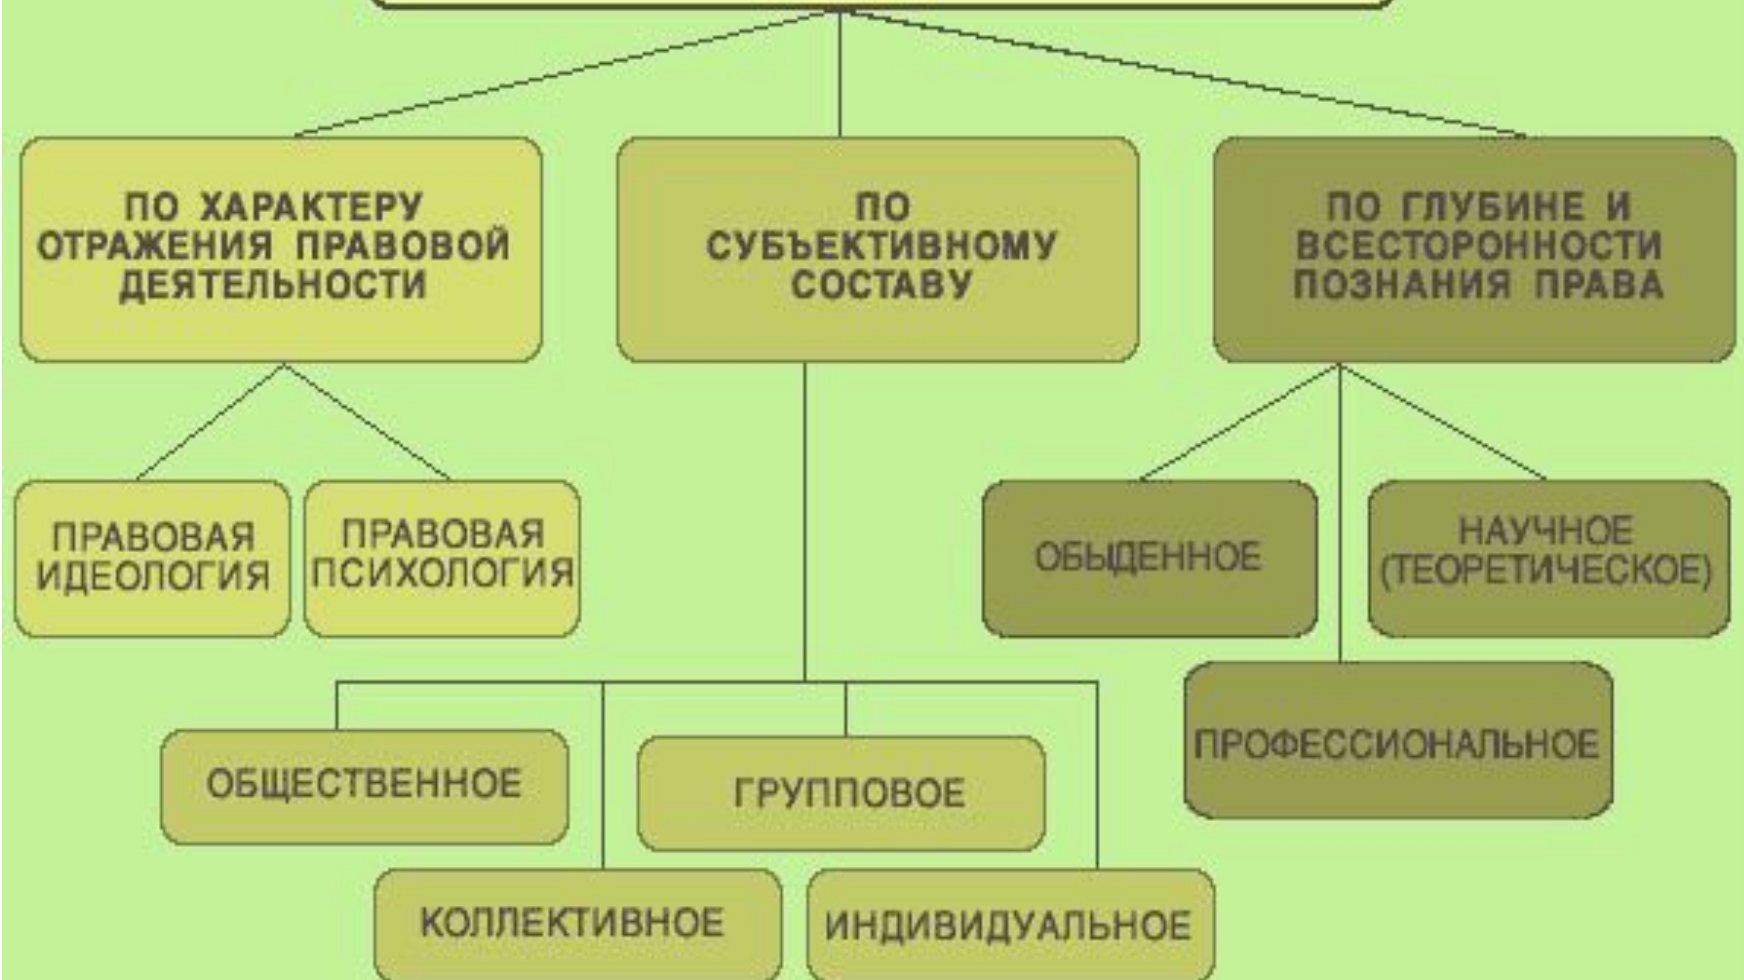 ПО ХАРАКТЕРУ
ОТРАЖЕНИЯ ПРАВОВОЙ
ДЕЯТЕЛЬНОСТИ
ПО
СУБЪЕКТИВНОМУ
СОСТАВУ
ПО ГЛУБИНЕ И
ВСЕСТОРОННОСТИ
ПОЗНАНИЯ ПРАВА
ПРАВОВАЯ
ИДЕОЛОГИЯ
ПРАВОВАЯ
ПСИХОЛОГИЯ
ОБЫДЕННОЕ
НАУЧНОЕ
(ТЕОРЕТИЧЕСКОЕ)
ПРОФЕССИОНАЛЬНОЕ
ОБЩЕСТВЕННОЕ
ГРУППОВОЕ
КОЛЛЕКТИВНОЕ
ИНДИВИДУАЛЬНОЕ